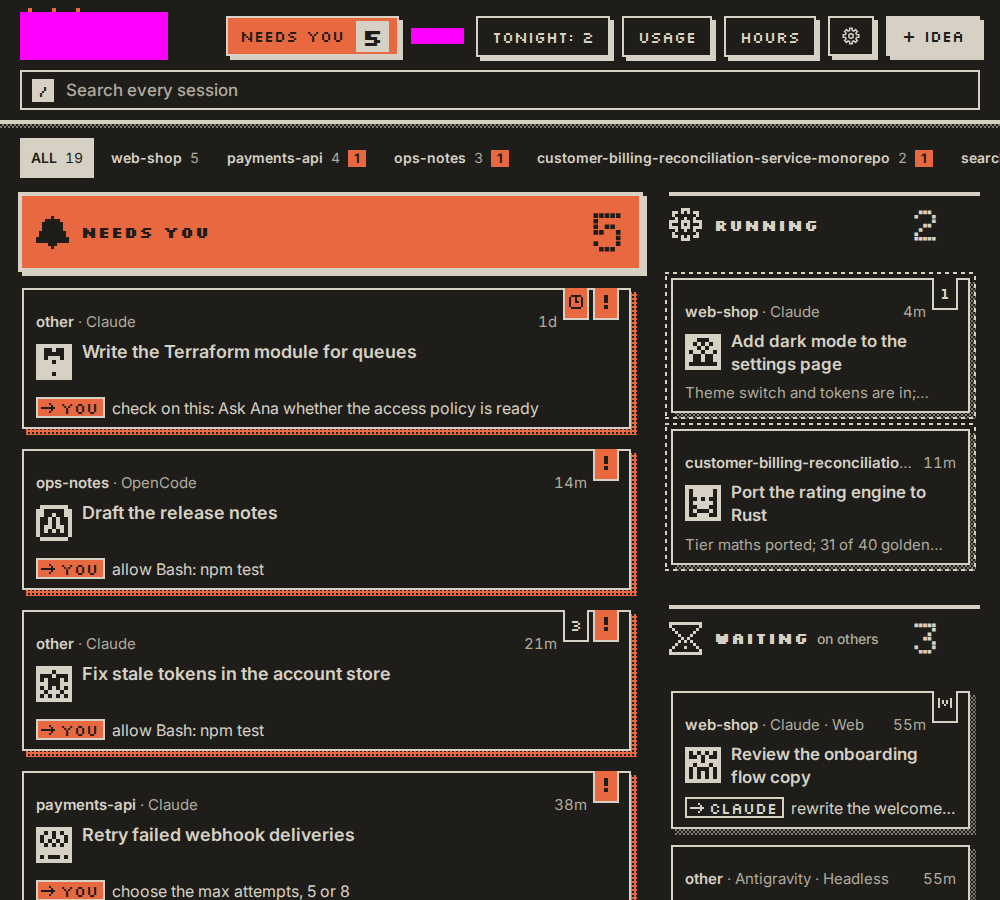 NEEDS YOU 5
TONIGHT: 2
USAGE
HOURS
+ IDEA
/ Search every session
ALL 19
web-shop 5
payments-api 4 1
ops-notes 3 1
customer-billing-reconciliation-service-monorepo 2 1
searc
NEEDS YOU 5
other · Claude 1d !
Write the Terraform module for queues
→ YOU check on this: Ask Ana whether the access policy is ready
ops-notes · OpenCode 14m !
Draft the release notes
→ YOU allow Bash: npm test
other · Claude 21m 3 !
Fix stale tokens in the account store
→ YOU allow Bash: npm test
payments-api · Claude 38m !
Retry failed webhook deliveries
→ YOU choose the max attempts, 5 or 8
RUNNING 2
web-shop · Claude 4m 1
Add dark mode to the
settings page
Theme switch and tokens are in;...
customer-billing-reconciliatio... 11m
Port the rating engine to
Rust
Tier maths ported; 31 of 40 golden...
WAITING on others 3
web-shop · Claude · Web 55m
Review the onboarding
flow copy
→ CLAUDE rewrite the welcome...
other · Antigravity · Headless 55m